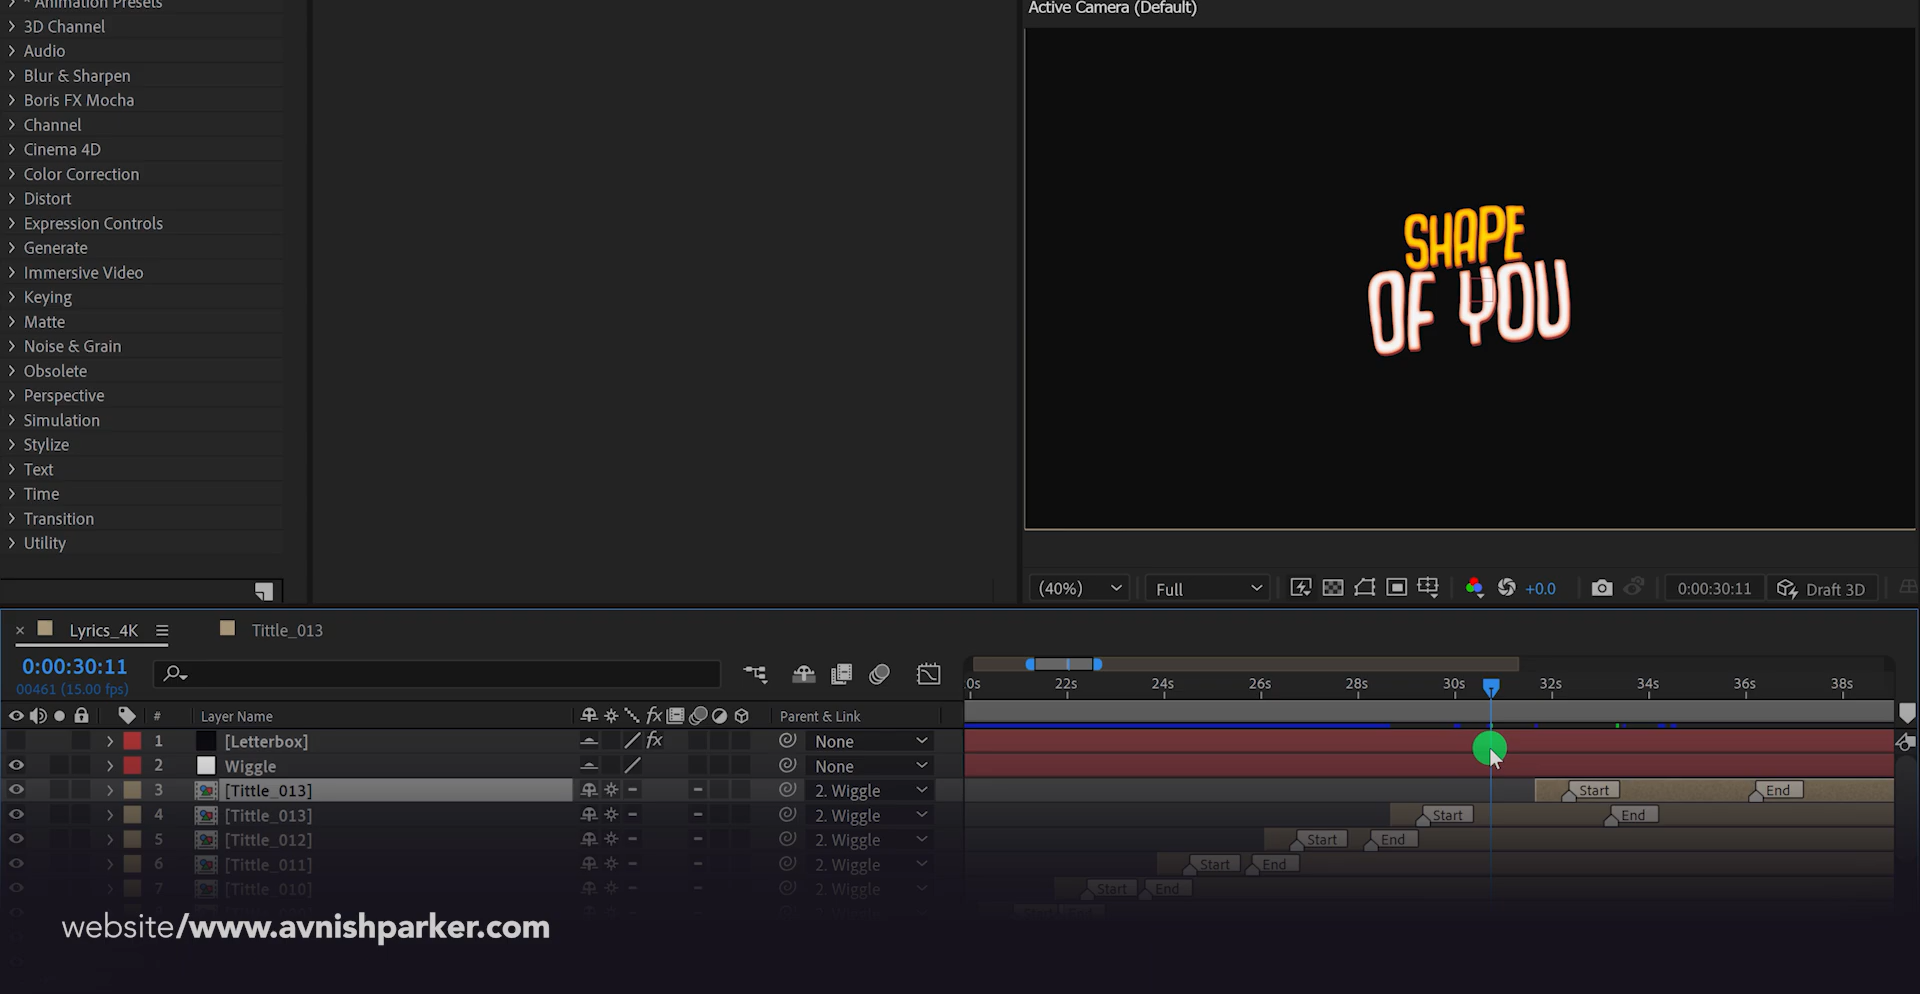 * Animation Presets
3D Channel
Audio
Blur & Sharpen
Boris FX Mocha
Channel
Cinema 4D
Color Correction
Distort
Expression Controls
Generate
Immersive Video
Keying
Matte
Noise & Grain
Obsolete
Perspective
Simulation
Stylize
Text
Time
Transition
Utility
Active Camera (Default)
SHAPE
OF YOU
(40%)
Full
+0.0
0:00:30:11
Draft 3D
Lyrics_4K
Tittle_013
0:00:30:11
00461 (15.00 fps)
22s 24s 26s 28s 30s 32s 34s 36s 38s
# Layer Name fx Parent & Link
1 [Letterbox] fx None
2 Wiggle None
3 [Tittle_013] 2. Wiggle Start End
4 [Tittle_013] 2. Wiggle Start End
5 [Tittle_012] 2. Wiggle Start End
6 [Tittle_011] 2. Wiggle Start End
7 [Tittle_010] 2. Wiggle Start End
website/www.avnishparker.com